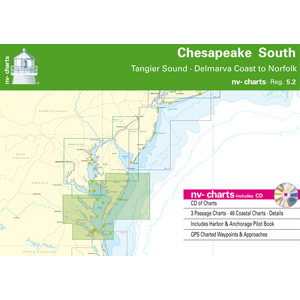 Chesapeake South
Tangier Sound - Delmarva Coast to Norfolk
nv- charts · Reg. 5.2
nv- charts
nv- charts includes CD
CD of Charts
3 Passage Charts · 46 Coastal Charts · Details
Includes Harbor & Anchorage Pilot Book
GPS Charted Waypoints & Approaches